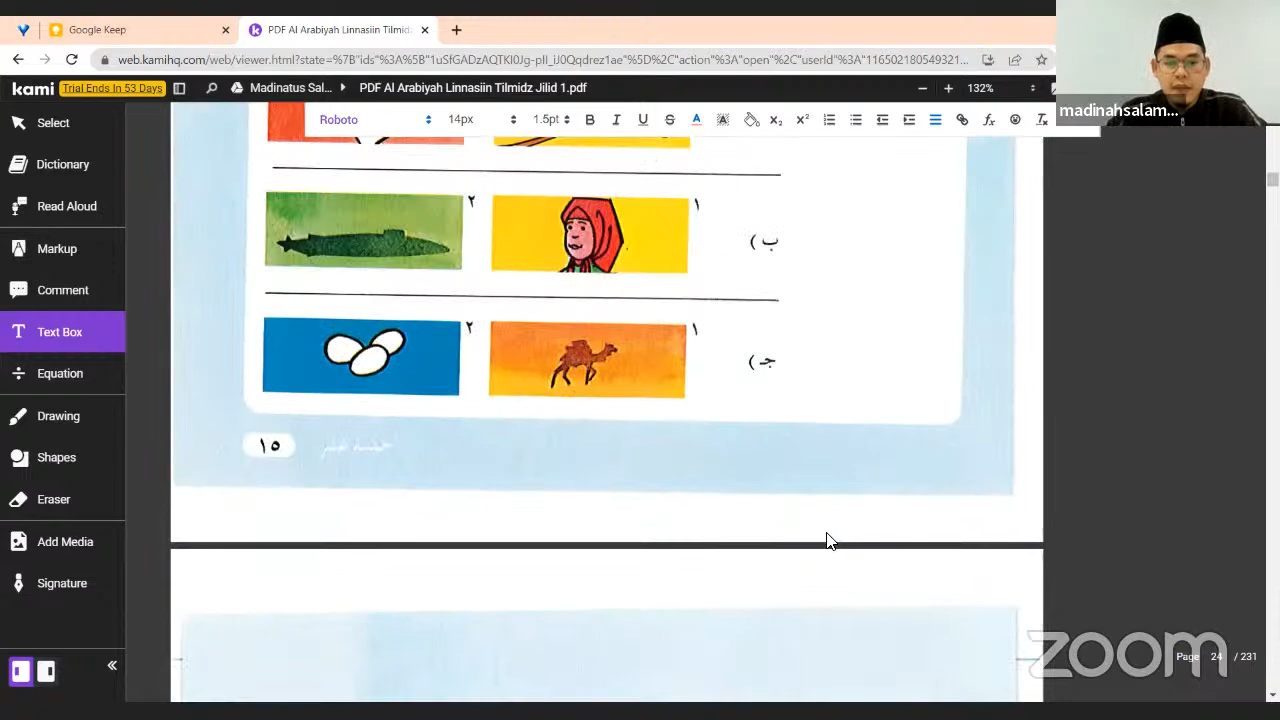 Google Keep
PDF Al Arabiyah Linnasiin Tilmidz
web.kamihq.com/web/viewer.html?state=%7B"ids"%3A%5B"1uSfGADzAQTKI0Jg-plI_iJ0Qqdrez1ae"%5D%2C"action"%3A"open"%2C"userId"%3A"116502180549321...
kami Trial Ends In 53 Days Madinatus Sal... PDF Al Arabiyah Linnasiin Tilmidz Jilid 1.pdf 132%
madinahsalam...
Roboto 14px 1.5pt B I U S A
Select
Dictionary
Read Aloud
Markup
Comment
Text Box
Equation
Drawing
Shapes
Eraser
Add Media
Signature
ب) ١ ٢
جـ) ١ ٢
١٥ خمسة عشر
zoom
Page 24 / 231